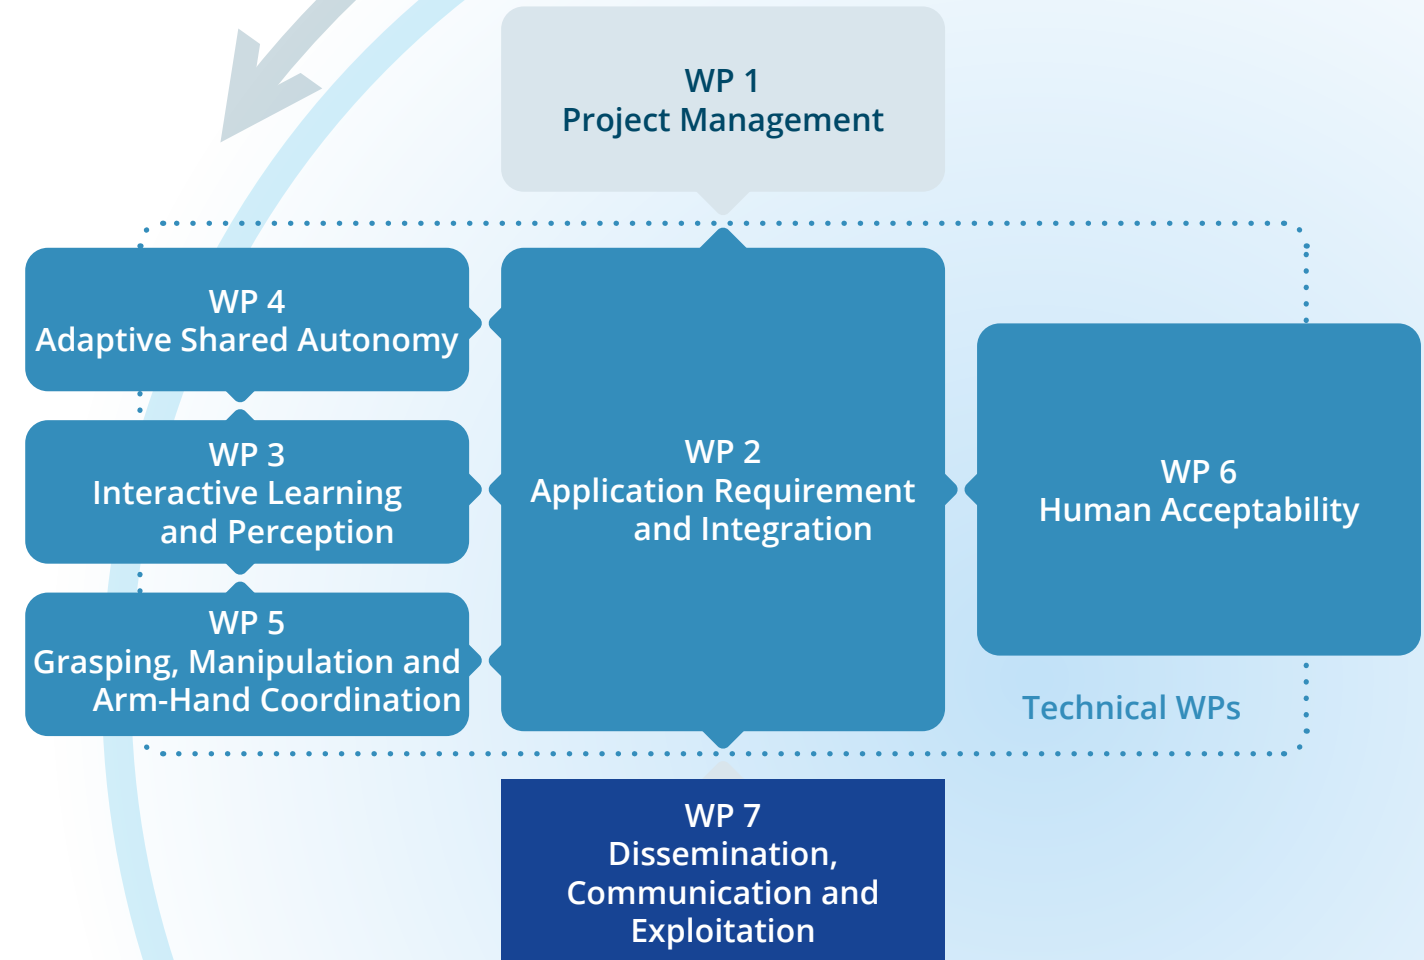 WP 1
Project Management
WP 4
Adaptive Shared Autonomy
WP 3
Interactive Learning
and Perception
WP 5
Grasping, Manipulation and
Arm-Hand Coordination
WP 2
Application Requirement
and Integration
WP 6
Human Acceptability
Technical WPs
WP 7
Dissemination,
Communication and
Exploitation